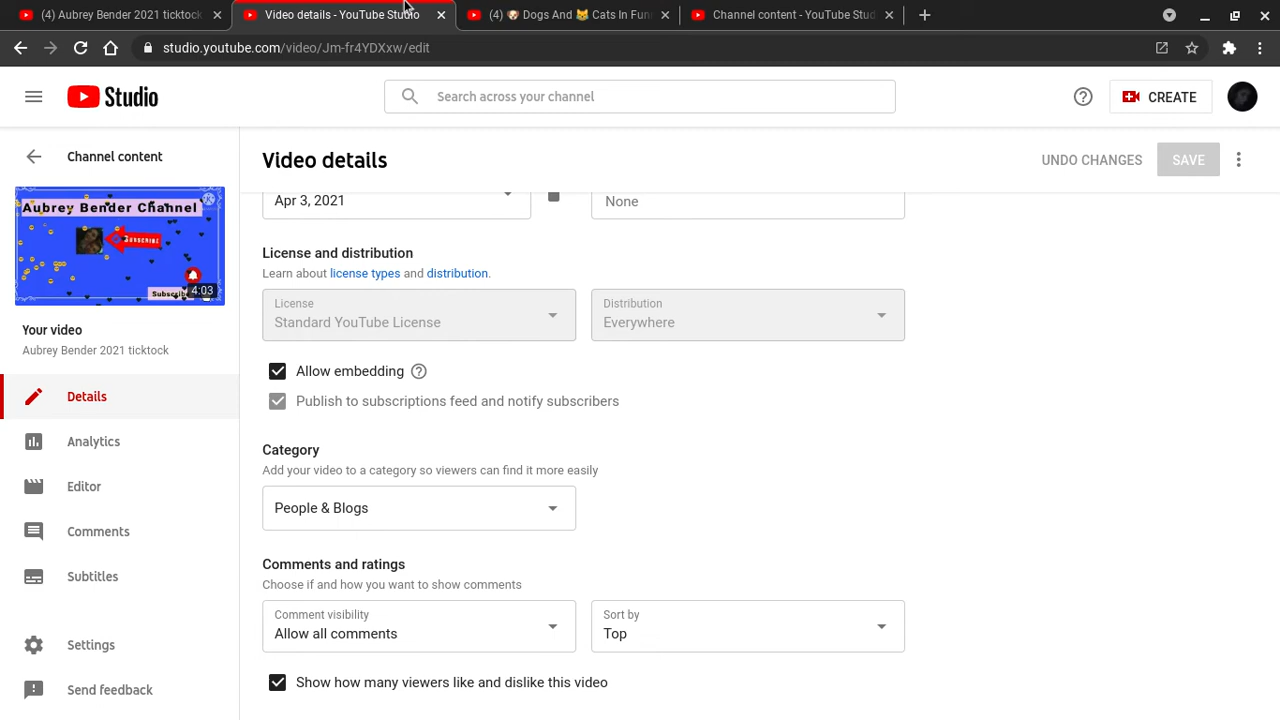 (4) Aubrey Bender 2021 ticktock
Video details - YouTube Studio
(4) 🐶 Dogs And 😹 Cats In Fun
Channel content - YouTube Stud
studio.youtube.com/video/Jm-fr4YDXxw/edit
Studio
Search across your channel
CREATE
Channel content
Video details
UNDO CHANGES
SAVE
Aubrey Bender Channel
SUBSCRIBE
Subscribe
4:03
Your video
Aubrey Bender 2021 ticktock
Details
Analytics
Editor
Comments
Subtitles
Settings
Send feedback
Apr 3, 2021
None
License and distribution
Learn about license types and distribution.
License
Standard YouTube License
Distribution
Everywhere
Allow embedding
Publish to subscriptions feed and notify subscribers
Category
Add your video to a category so viewers can find it more easily
People & Blogs
Comments and ratings
Choose if and how you want to show comments
Comment visibility
Allow all comments
Sort by
Top
Show how many viewers like and dislike this video